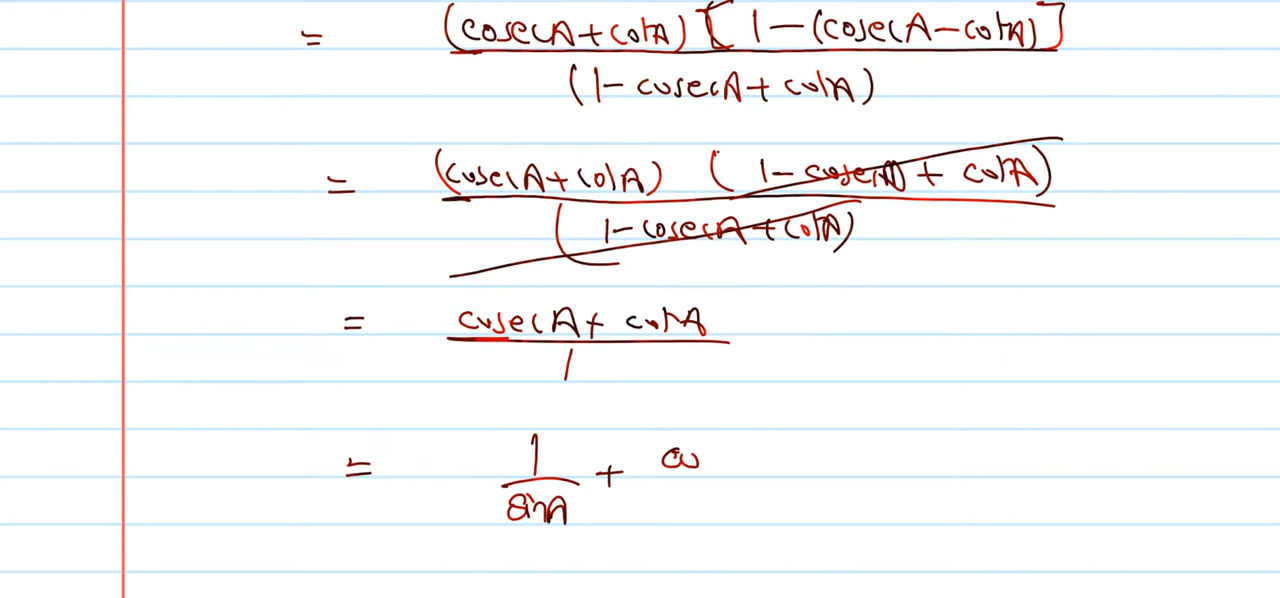 = (cosecA + cotA) [1 - (cosecA - cotA)]
(1 - cosecA + cotA)
= (cosecA + cotA) (1 - cosecA + cotA)
(1 - cosecA + cotA)
= cosecA + cotA
1
= 1 + co
sinA